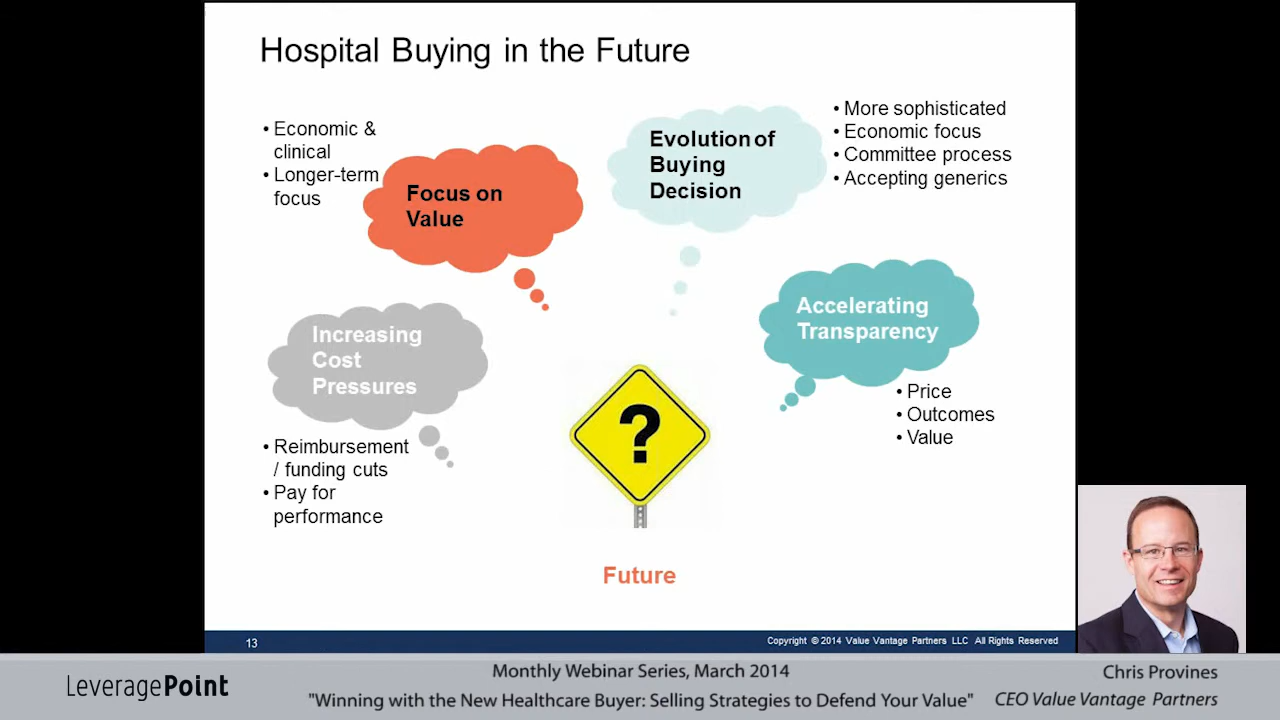 Hospital Buying in the Future
• Economic &
clinical
• Longer-term
focus
Focus on
Value
Evolution of
Buying
Decision
• More sophisticated
• Economic focus
• Committee process
• Accepting generics
Increasing
Cost
Pressures
• Reimbursement
/ funding cuts
• Pay for
performance
Accelerating
Transparency
• Price
• Outcomes
• Value
?
Future
13
Copyright © 2014 Value Vantage Partners LLC All Rights Reserved
LeveragePoint
Monthly Webinar Series, March 2014
"Winning with the New Healthcare Buyer: Selling Strategies to Defend Your Value"
Chris Provines
CEO Value Vantage Partners